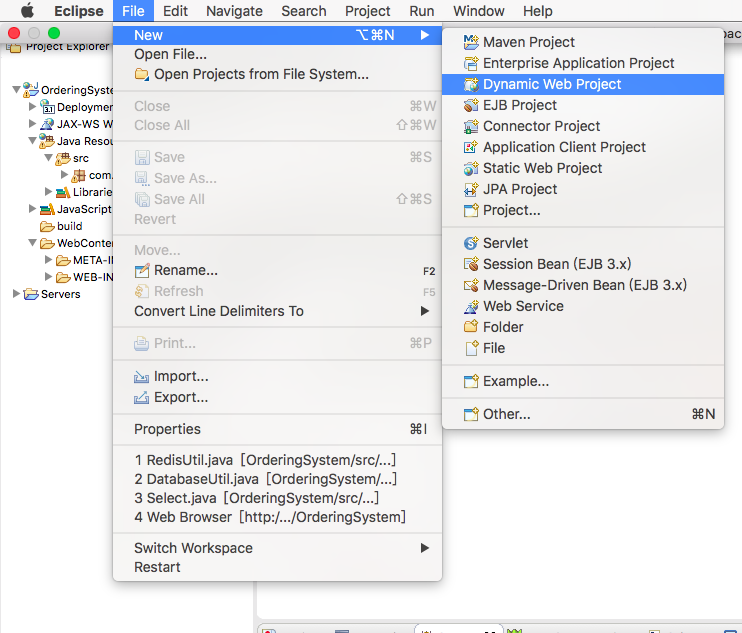 Eclipse File Edit Navigate Search Project Run Window Help
Project Explorer
New ⌥⌘N ▶
Open File...
Open Projects from File System...
Close ⌘W
Close All ⇧⌘W
Save ⌘S
Save As...
Save All ⇧⌘S
Revert
Move...
Rename... F2
Refresh F5
Convert Line Delimiters To ▶
Print... ⌘P
Import...
Export...
Properties ⌘I
1 RedisUtil.java [OrderingSystem/src/...]
2 DatabaseUtil.java [OrderingSystem/...]
3 Select.java [OrderingSystem/src/...]
4 Web Browser [http:/.../OrderingSystem]
Switch Workspace ▶
Restart
Maven Project
Enterprise Application Project
Dynamic Web Project
EJB Project
Connector Project
Application Client Project
Static Web Project
JPA Project
Project...
Servlet
Session Bean (EJB 3.x)
Message-Driven Bean (EJB 3.x)
Web Service
Folder
File
Example...
Other... ⌘N
OrderingSyste
Deploymer
JAX-WS W
Java Resou
src
com.
Librarie
JavaScript
build
WebConte
META-I
WEB-IN
Servers